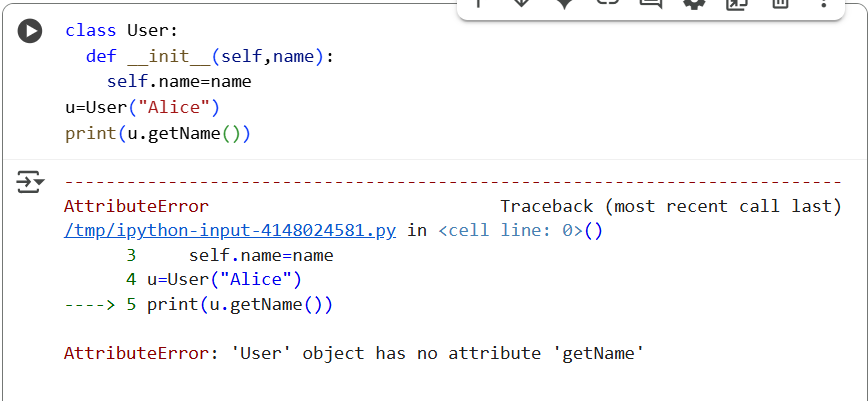 class User:
  def __init__(self,name):
    self.name=name
u=User("Alice")
print(u.getName())
---------------------------------------------------------------------------
AttributeError                            Traceback (most recent call last)
/tmp/ipython-input-4148024581.py in <cell line: 0>()
      3     self.name=name
      4 u=User("Alice")
----> 5 print(u.getName())
AttributeError: 'User' object has no attribute 'getName'